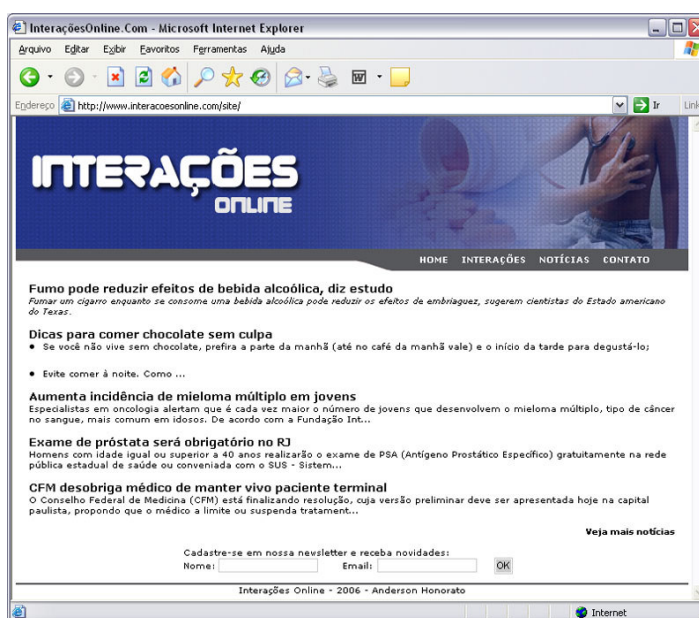 InteraçõesOnline.Com - Microsoft Internet Explorer
Arquivo Editar Exibir Favoritos Ferramentas Ajuda
Endereço http://www.interacoesonline.com/site/ Ir Link
INTERAÇÕES
ONLINE
HOME INTERAÇÕES NOTÍCIAS CONTATO
Fumo pode reduzir efeitos de bebida alcoólica, diz estudo
Fumar um cigarro enquanto se consome uma bebida alcoólica pode reduzir os efeitos de embriaguez, sugerem cientistas do Estado americano
do Texas.
Dicas para comer chocolate sem culpa
• Se você não vive sem chocolate, prefira a parte da manhã (até no café da manhã vale) e o início da tarde para degustá-lo;
• Evite comer à noite. Como ...
Aumenta incidência de mieloma múltiplo em jovens
Especialistas em oncologia alertam que é cada vez maior o número de jovens que desenvolvem o mieloma múltiplo, tipo de câncer
no sangue, mais comum em idosos. De acordo com a Fundação Int...
Exame de próstata será obrigatório no RJ
Homens com idade igual ou superior a 40 anos realizarão o exame de PSA (Antígeno Prostático Específico) gratuitamente na rede
pública estadual de saúde ou conveniada com o SUS - Sistem...
CFM desobriga médico de manter vivo paciente terminal
O Conselho Federal de Medicina (CFM) está finalizando resolução, cuja versão preliminar deve ser apresentada hoje na capital
paulista, propondo que o médico a limite ou suspenda tratament...
Veja mais notícias
Cadastre-se em nossa newsletter e receba novidades:
Nome: Email: OK
Interações Online - 2006 - Anderson Honorato
Internet